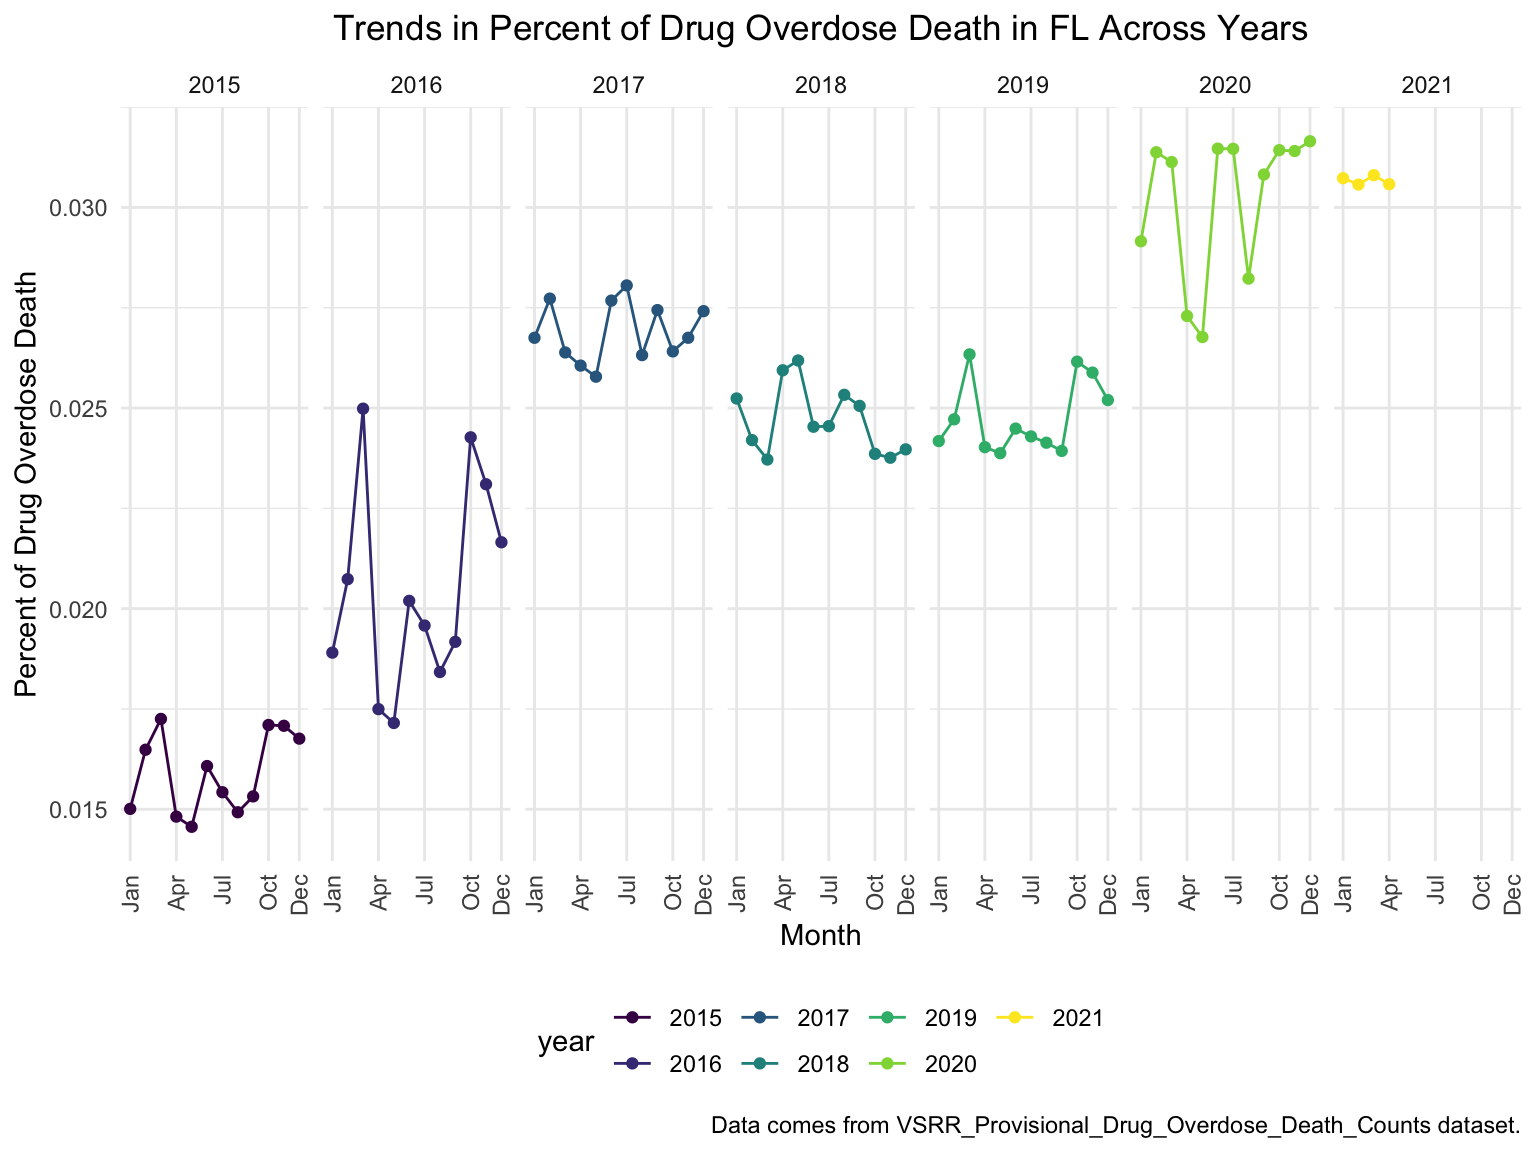 Trends in Percent of Drug Overdose Death in FL Across Years
2015 2016 2017 2018 2019 2020 2021
Percent of Drug Overdose Death
0.030
0.025
0.020
0.015
Jan Apr Jul Oct Dec Jan Apr Jul Oct Dec Jan Apr Jul Oct Dec Jan Apr Jul Oct Dec Jan Apr Jul Oct Dec Jan Apr Jul Oct Dec Jan Apr Jul Oct Dec
Month
year
2015 2017 2019 2021
2016 2018 2020
Data comes from VSRR_Provisional_Drug_Overdose_Death_Counts dataset.